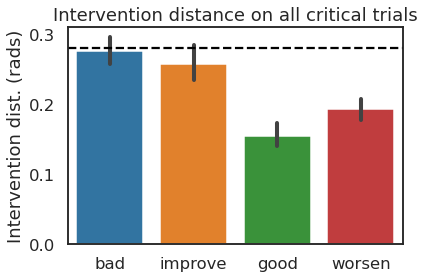 Intervention distance on all critical trials
Intervention dist. (rads)
0.3
0.2
0.1
0.0
bad improve good worsen